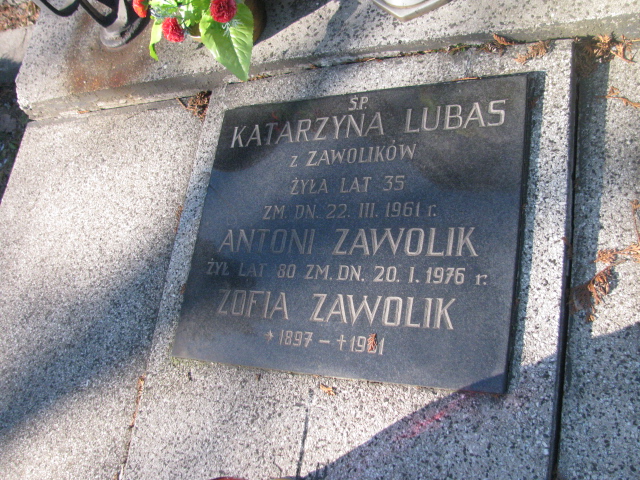 ŚP.
KATARZYNA LUBAS
Z ZAWOLIKÓW
ŻYŁA LAT 35
ZM. DN. 22. III. 1961 r.
ANTONI ZAWOLIK
ŻYŁ LAT 80 ZM. DN. 20. I. 1976 r.
ZOFIA ZAWOLIK
* 1897 - †